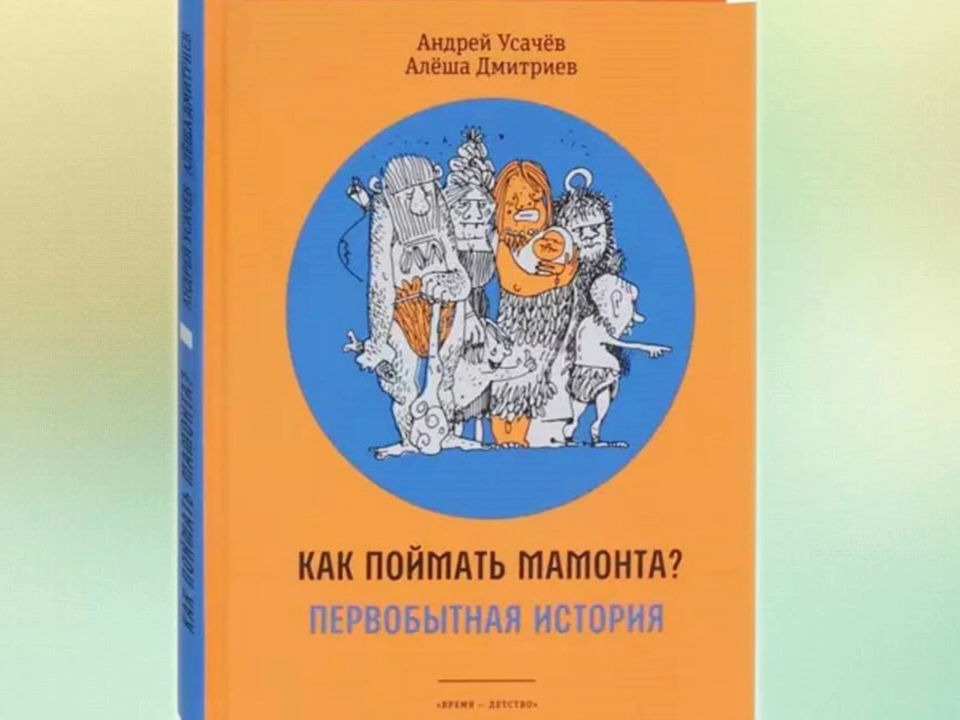 Андрей Усачёв
Алёша Дмитриев
КАК ПОЙМАТЬ МАМОНТА?
ПЕРВОБЫТНАЯ ИСТОРИЯ
«ВРЕМЯ — ДЕТСТВО»
КАК ПОЙМАТЬ МАМОНТА? АНДРЕЙ УСАЧЁВ АЛЁША ДМИТРИЕВ